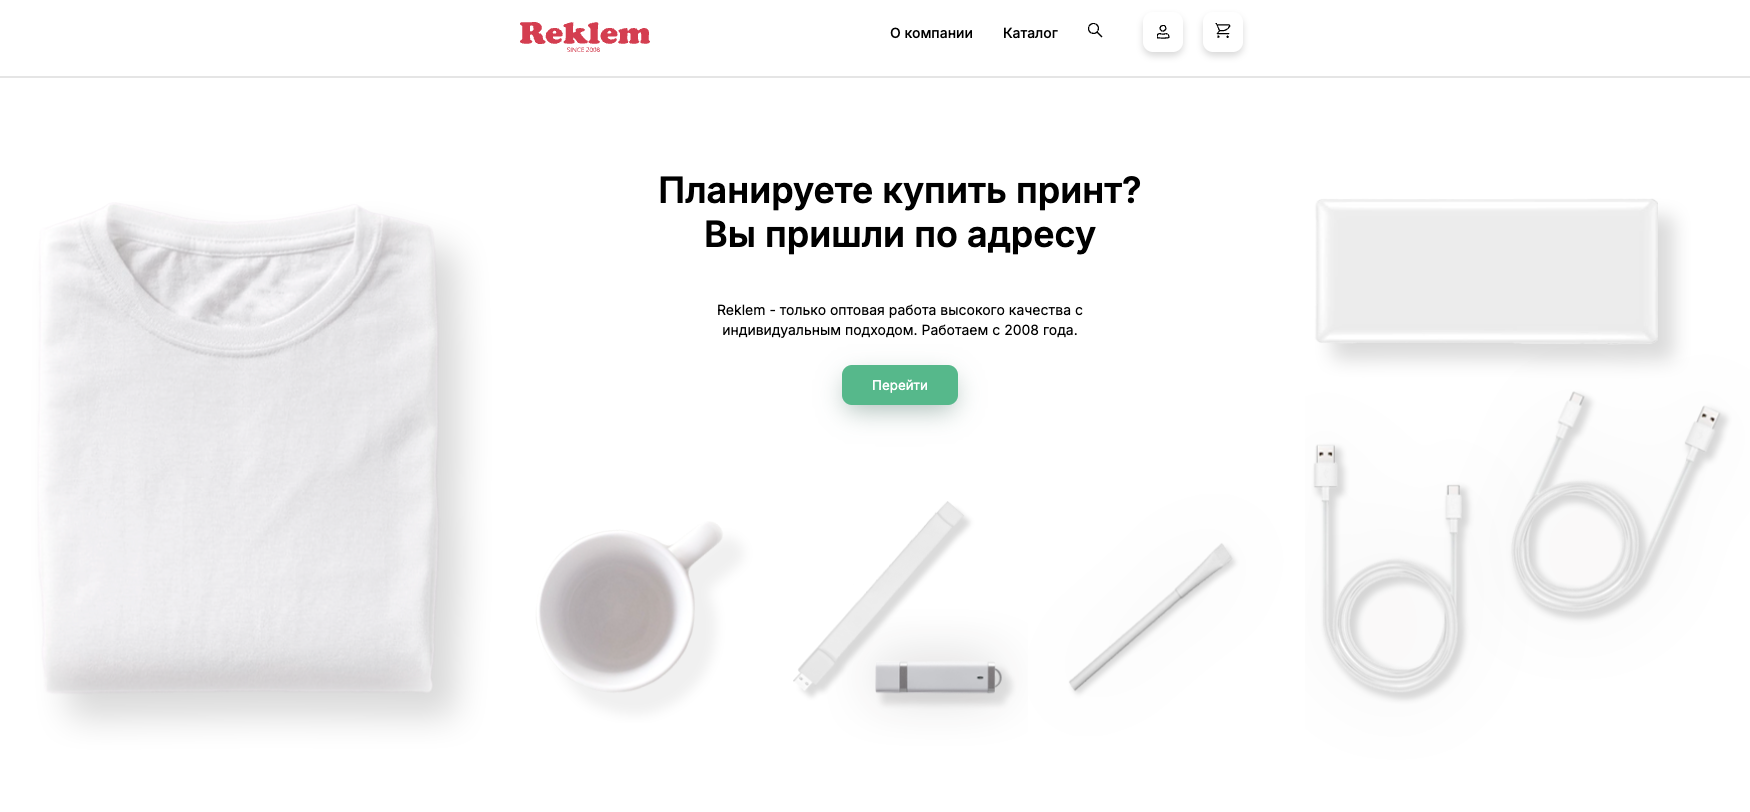 Reklem
SINCE 2008
О компании
Каталог
Планируете купить принт?
Вы пришли по адресу
Reklem - только оптовая работа высокого качества с
индивидуальным подходом. Работаем с 2008 года.
Перейти